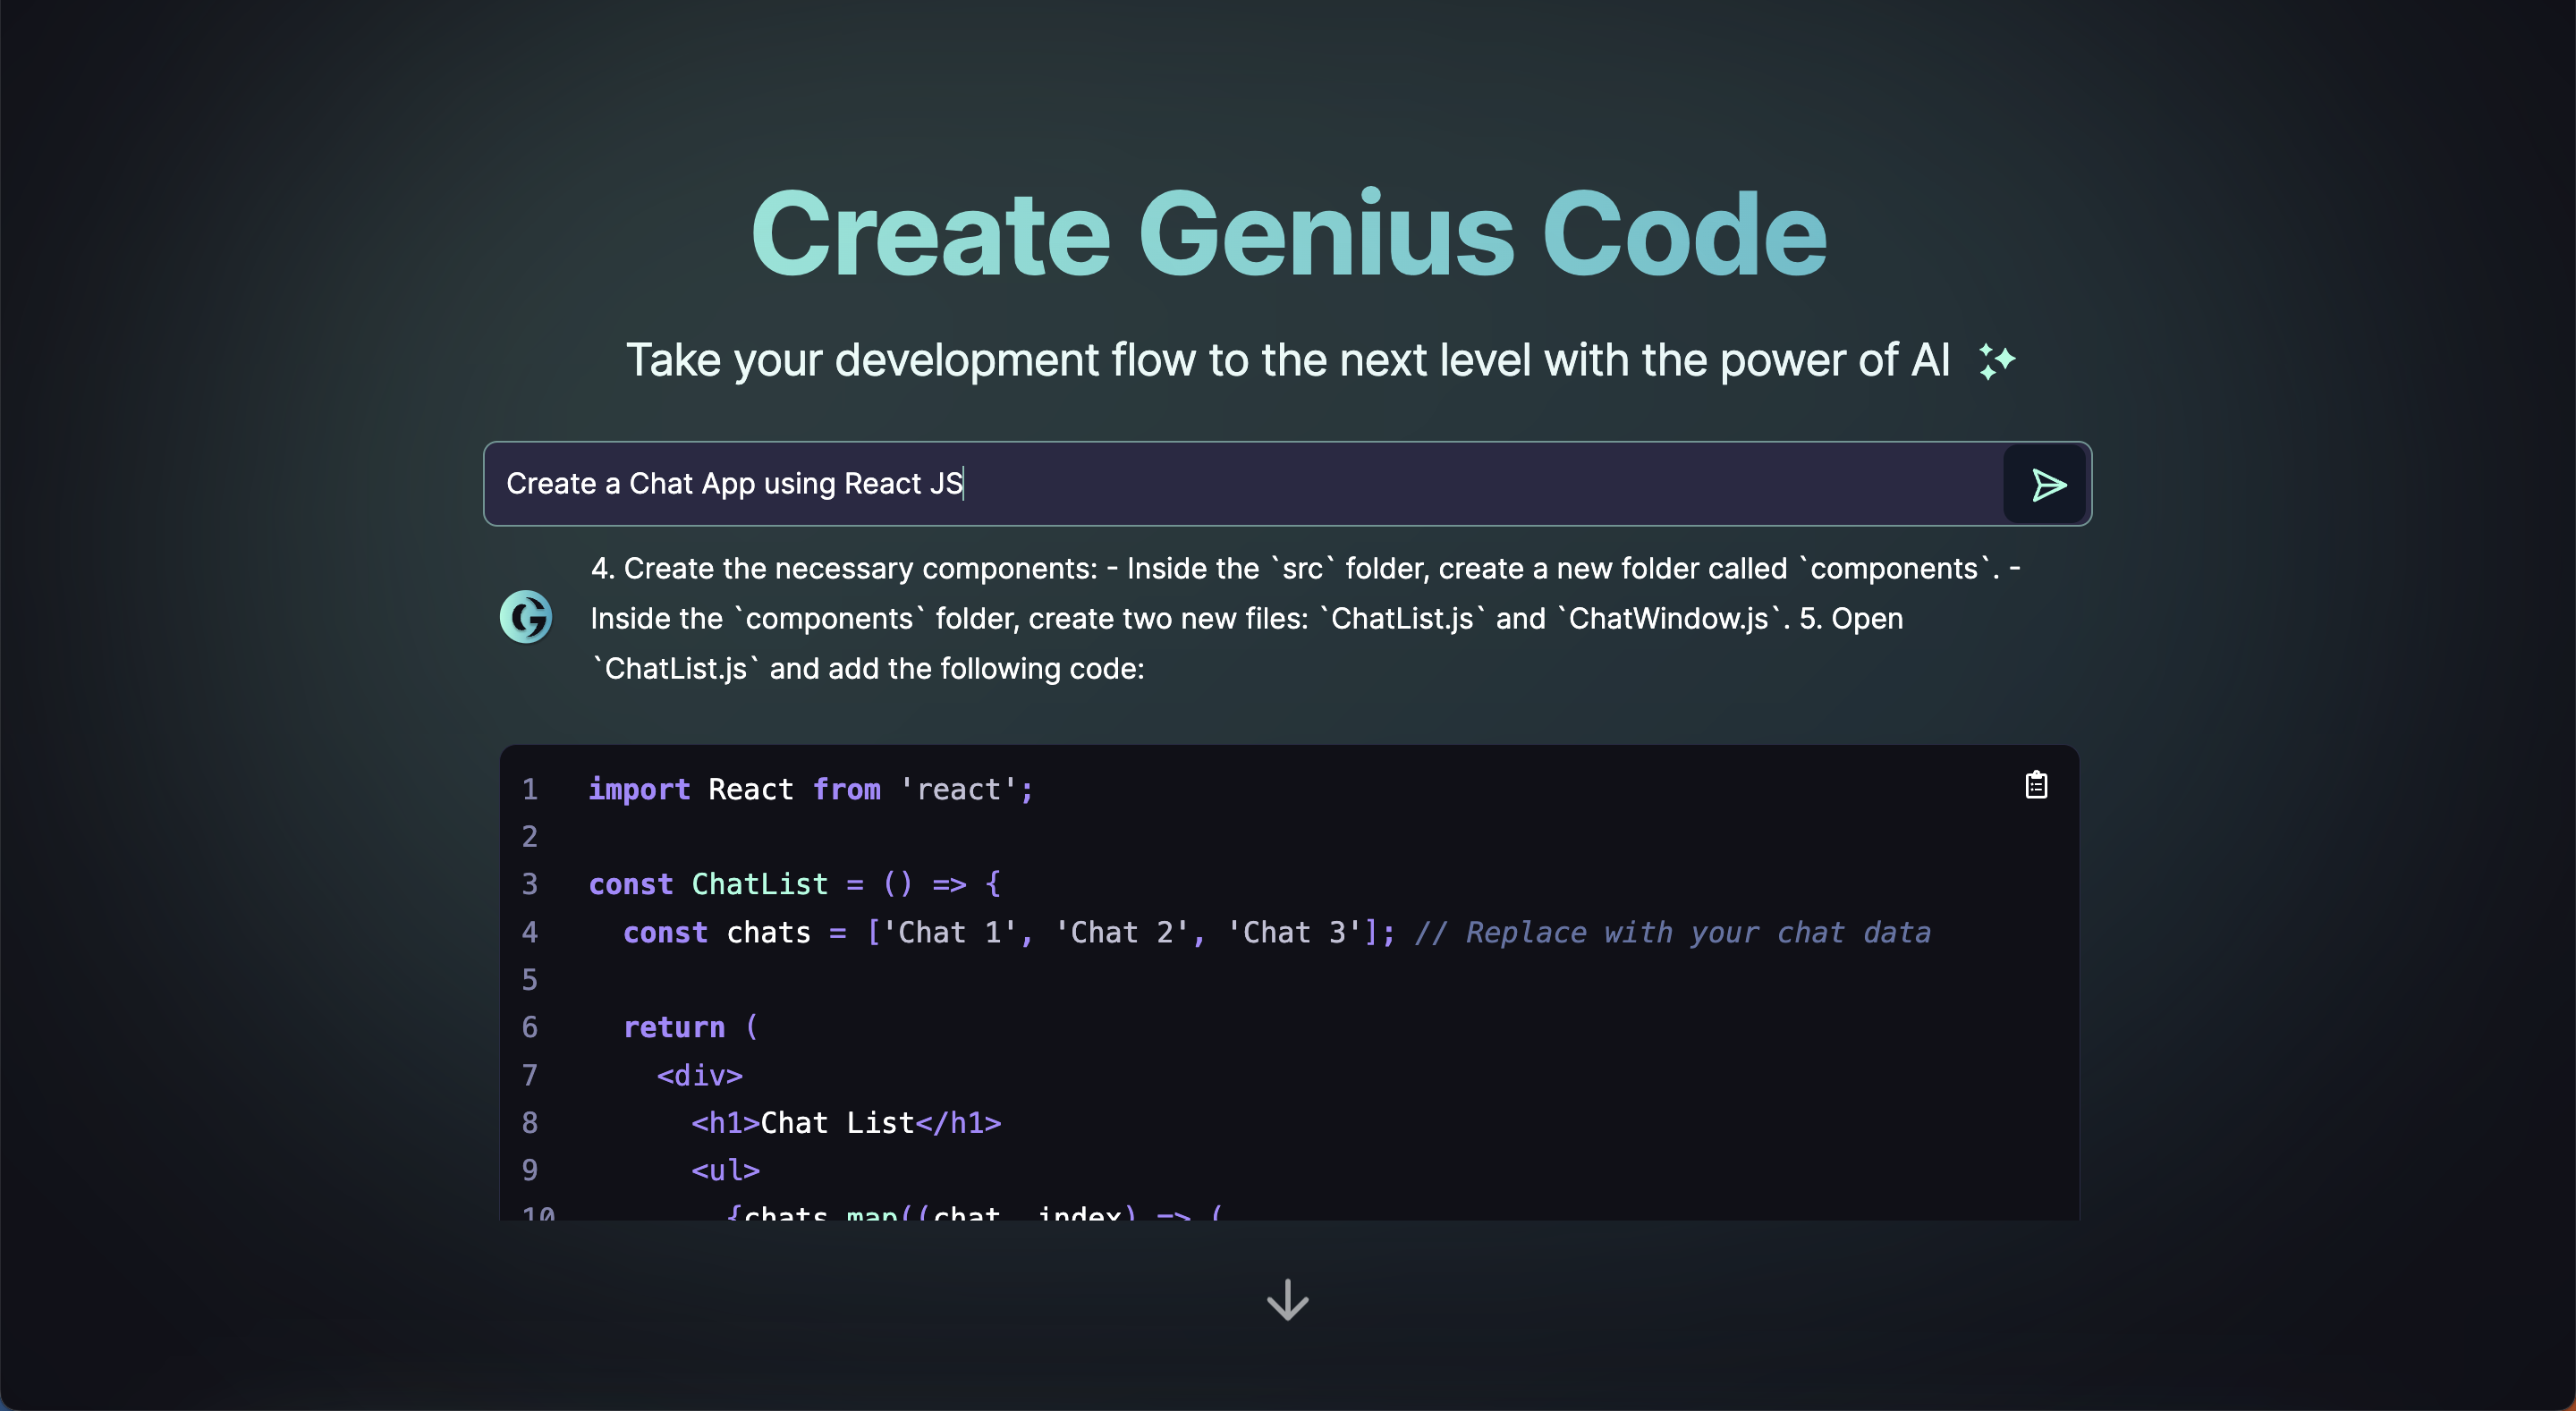 Create Genius Code
Take your development flow to the next level with the power of AI
Create a Chat App using React JS
4. Create the necessary components: - Inside the `src` folder, create a new folder called `components`. -
Inside the `components` folder, create two new files: `ChatList.js` and `ChatWindow.js`. 5. Open
`ChatList.js` and add the following code:
1 import React from 'react';
2
3 const ChatList = () => {
4 const chats = ['Chat 1', 'Chat 2', 'Chat 3']; // Replace with your chat data
5
6 return (
7 <div>
8 <h1>Chat List</h1>
9 <ul>
10 {chats.map((chat, index) => (